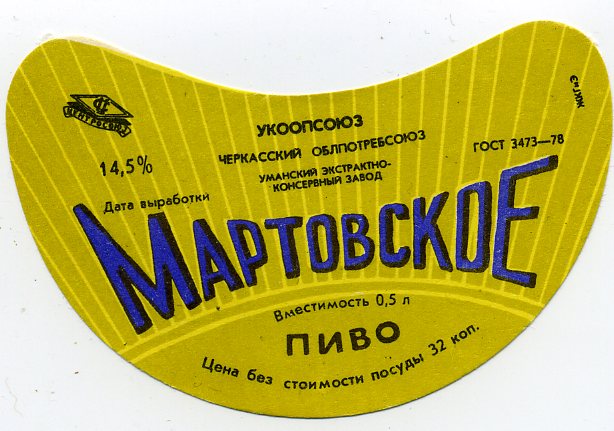 ЦЕНТРОСОЮЗ
УКООПСОЮЗ
ЧЕРКАССКИЙ ОБЛПОТРЕБСОЮЗ
УМАНСКИЙ ЭКСТРАКТНО-
КОНСЕРВНЫЙ ЗАВОД
14,5%
ГОСТ 3473—78
Дата выработки
МАРТОВСКОЕ
Вместимость 0,5 л
ПИВО
Цена без стоимости посуды 32 коп.